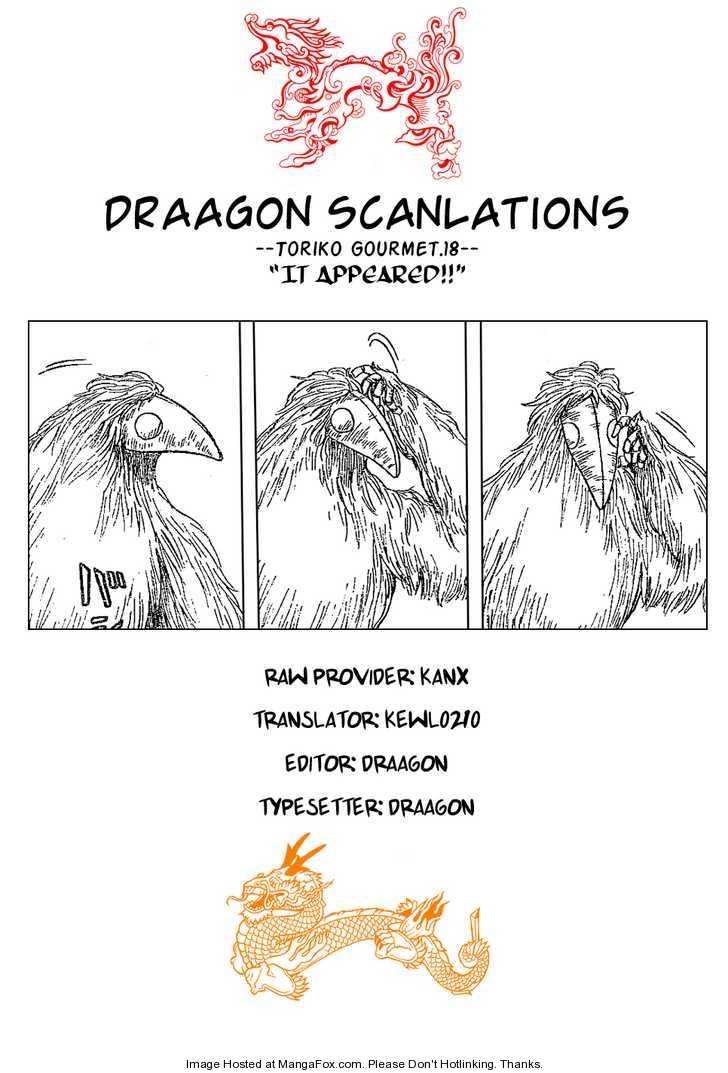 DRAAGON SCANLATIONS
--TORIKO GOURMET.18--
"IT APPEARED!!"
RAW PROVIDER: KANX
TRANSLATOR: KEWL0210
EDITOR: DRAAGON
TYPESETTER: DRAAGON
Image Hosted at MangaFox.com. Please Don't Hotlinking. Thanks.